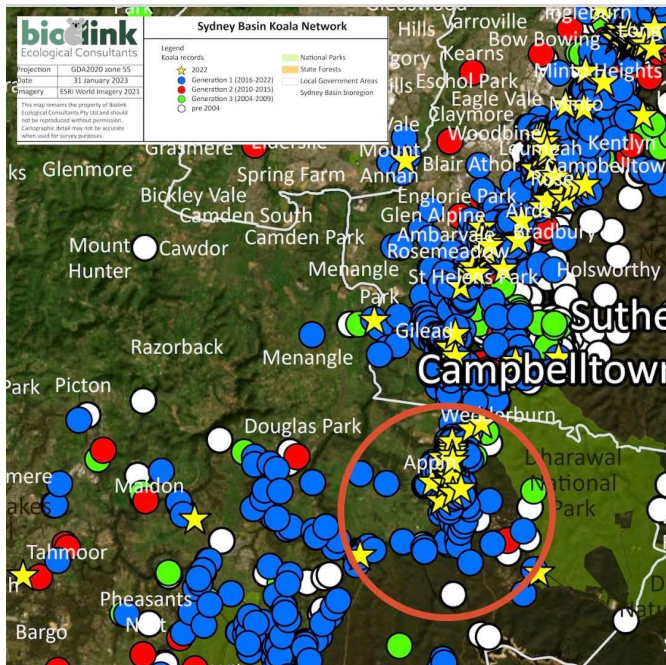 biolink
Ecological Consultants
Projection GDA2020 zone 55
31 January 2023
Imagery ESRI World Imagery 2021
This map remains the property of Biolink
Ecological Consultants Pty Ltd and should
not be reproduced without permission.
Cartographic detail may not be accurate
when used for survey purposes.
Sydney Basin Koala Network
Legend
Koala records
2022
Generation 1 (2016-2022)
Generation 2 (2010-2015)
Generation 3 (2004-2009)
pre 2004
National Parks
State Forests
Local Government Areas
Sydney Basin bioregion
Hills
Varroville
Ingleburn
Kearns
Bow Bowing
Eschol Park
Minto Heights
Eagle Vale
Minto
Claymore
Woodbine
Kentlyn
Leumeah
Grasmere
Glenmore
Spring Farm
Mount
Annan
Blair Athol
Campbelltown
Bickley Vale
Camden South
Englorie Park
Glen Alpine
Airds
Camden Park
Ambarvale
Bradbury
Mount
Hunter
Cawdor
Rosemeadow
Menangle
Park
St Helens Park
Holsworthy
Gilead
Razorback
Menangle
Campbelltown
Park
Picton
Wedderburn
Douglas Park
Appi
Dharawal
National
Park
Maldon
Tahmoor
Pheasants
Bargo